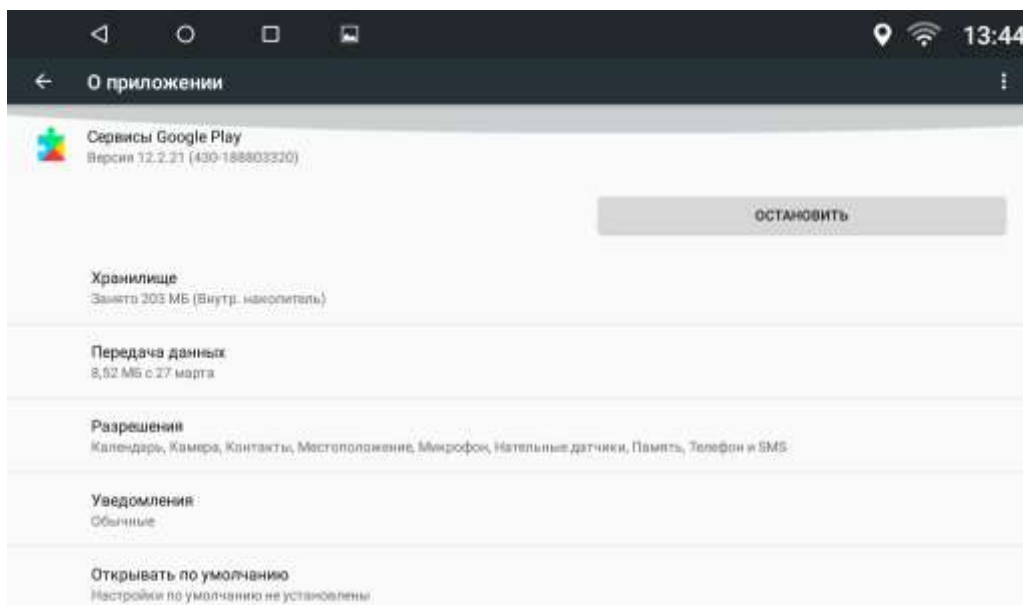 13:44
О приложении
Сервисы Google Play
Версия 12.2.21 (430-188803320)
ОСТАНОВИТЬ
Хранилище
Занято 203 МБ (Внутр. накопитель)
Передача данных
8,52 МБ с 27 марта
Разрешения
Календарь, Камера, Контакты, Местоположение, Микрофон, Нательные датчики, Память, Телефон и SMS
Уведомления
Обычные
Открывать по умолчанию
Настройки по умолчанию не установлены